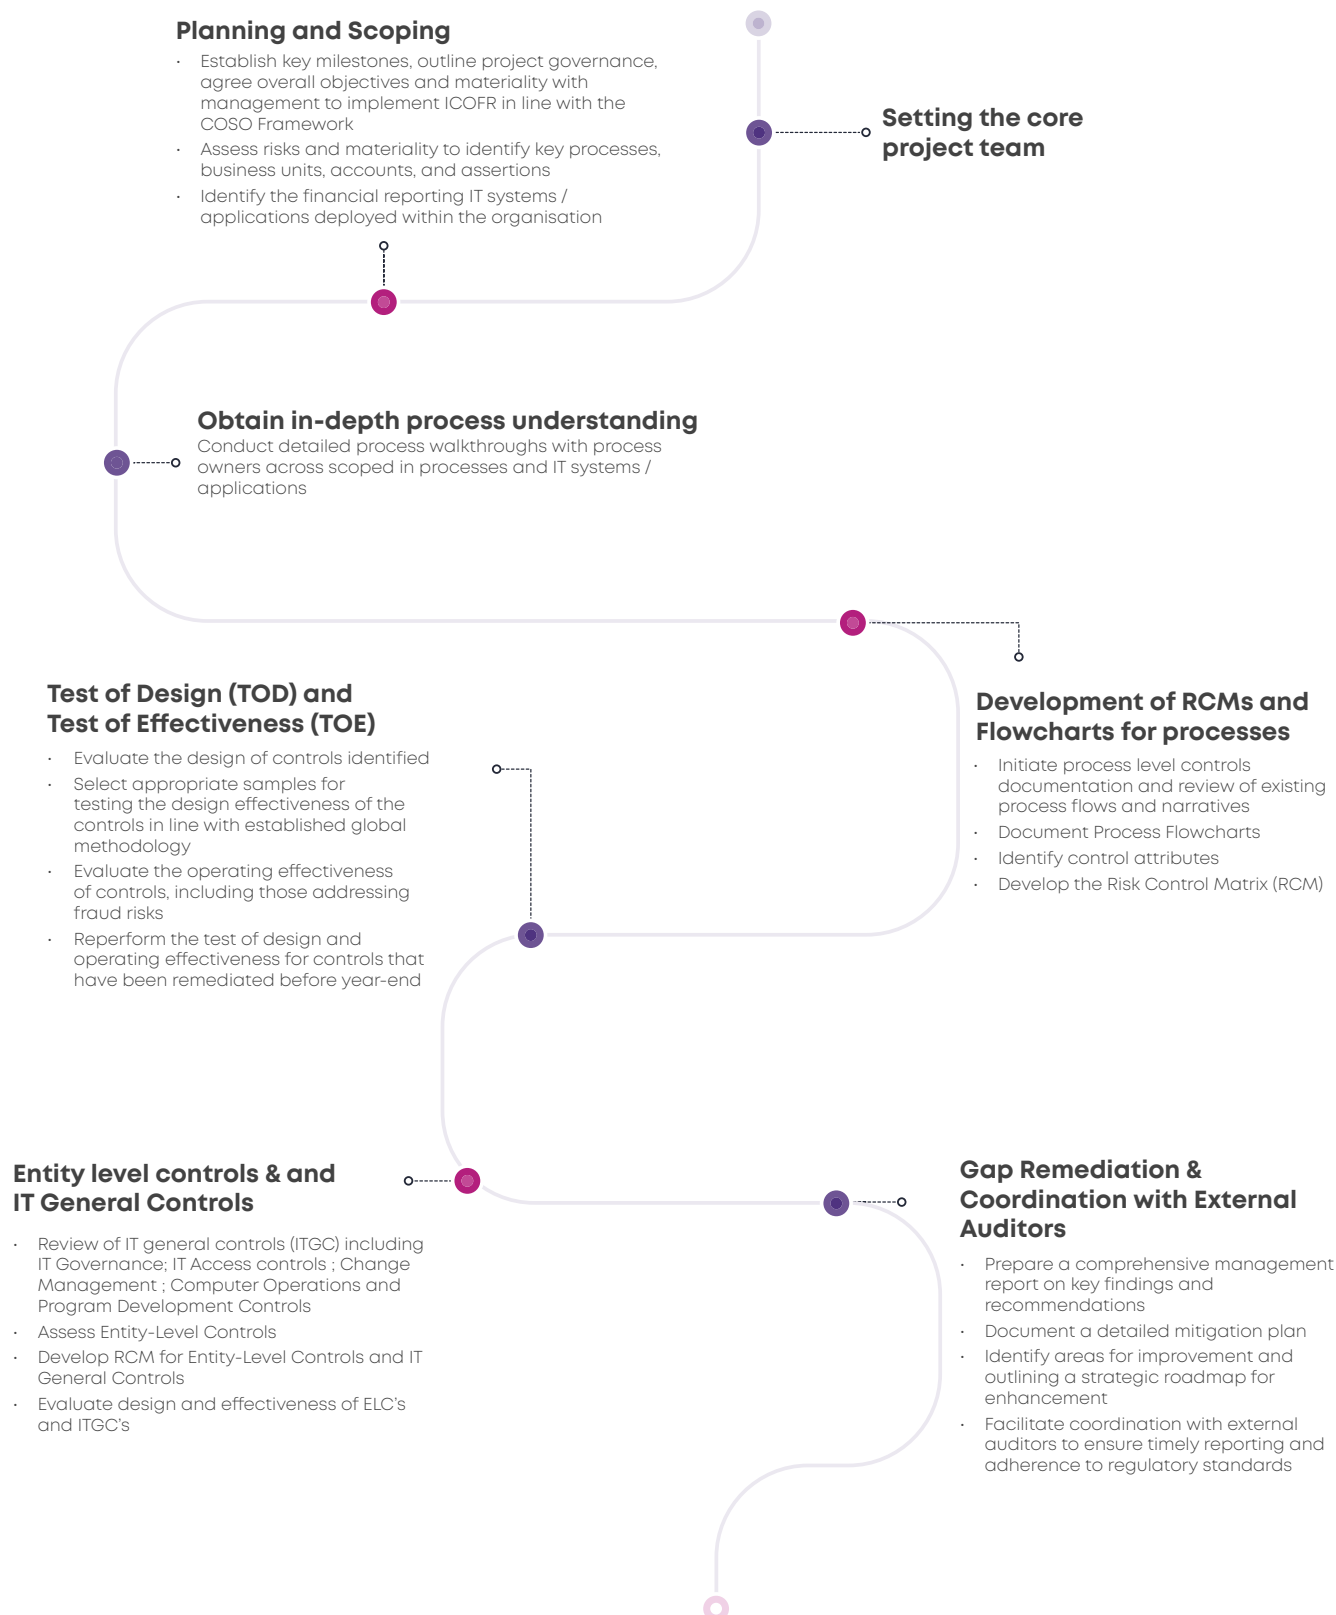 Planning and Scoping
· Establish key milestones, outline project governance,
agree overall objectives and materiality with
management to implement ICOFR in line with the
COSO Framework
· Assess risks and materiality to identify key processes,
business units, accounts, and assertions
· Identify the financial reporting IT systems /
applications deployed within the organisation
Setting the core
project team
Obtain in-depth process understanding
Conduct detailed process walkthroughs with process
owners across scoped in processes and IT systems /
applications
Development of RCMs and
Flowcharts for processes
· Initiate process level controls
documentation and review of existing
process flows and narratives
· Document Process Flowcharts
· Identify control attributes
· Develop the Risk Control Matrix (RCM)
Test of Design (TOD) and
Test of Effectiveness (TOE)
· Evaluate the design of controls identified
· Select appropriate samples for
testing the design effectiveness of the
controls in line with established global
methodology
· Evaluate the operating effectiveness
of controls, including those addressing
fraud risks
· Reperform the test of design and
operating effectiveness for controls that
have been remediated before year-end
Entity level controls & and
IT General Controls
· Review of IT general controls (ITGC) including
IT Governance; IT Access controls ; Change
Management ; Computer Operations and
Program Development Controls
· Assess Entity-Level Controls
· Develop RCM for Entity-Level Controls and IT
General Controls
· Evaluate design and effectiveness of ELC's
and ITGC's
Gap Remediation &
Coordination with External
Auditors
· Prepare a comprehensive management
report on key findings and
recommendations
· Document a detailed mitigation plan
· Identify areas for improvement and
outlining a strategic roadmap for
enhancement
· Facilitate coordination with external
auditors to ensure timely reporting and
adherence to regulatory standards